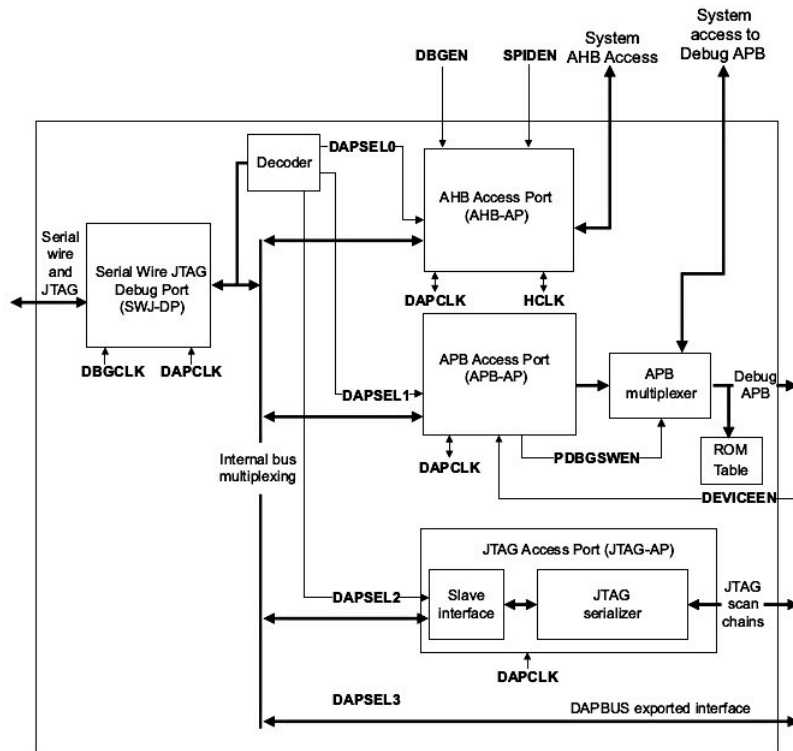 System
access to
Debug APB
System
AHB Access
DBGEN
SPIDEN
Decoder
DAPSEL0
AHB Access Port
(AHB-AP)
Serial
wire
and
JTAG
Serial Wire JTAG
Debug Port
(SWJ-DP)
DAPCLK
HCLK
DBGCLK
DAPCLK
APB Access Port
(APB-AP)
APB
multiplexer
Debug
APB
DAPSEL1
ROM
Table
Internal bus
multiplexing
DAPCLK
PDBGSWEN
DEVICEEN
JTAG Access Port (JTAG-AP)
DAPSEL2
Slave
interface
JTAG
serializer
JTAG
scan
chains
DAPCLK
DAPSEL3
DAPBUS exported interface